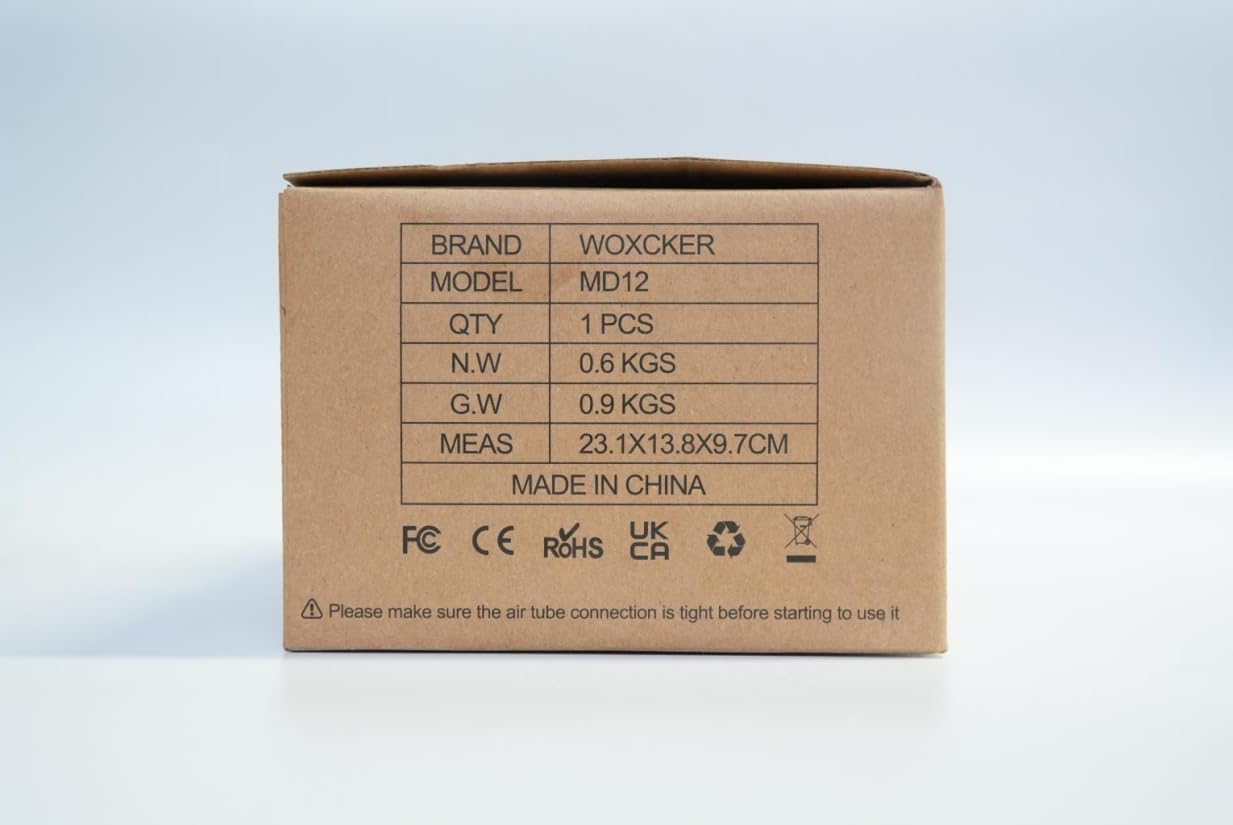 BRAND WOXCKER
MODEL MD12
QTY 1 PCS
N.W 0.6 KGS
G.W 0.9 KGS
MEAS 23.1X13.8X9.7CM
MADE IN CHINA
FC CE ROHS UK CA
Please make sure the air tube connection is tight before starting to use it